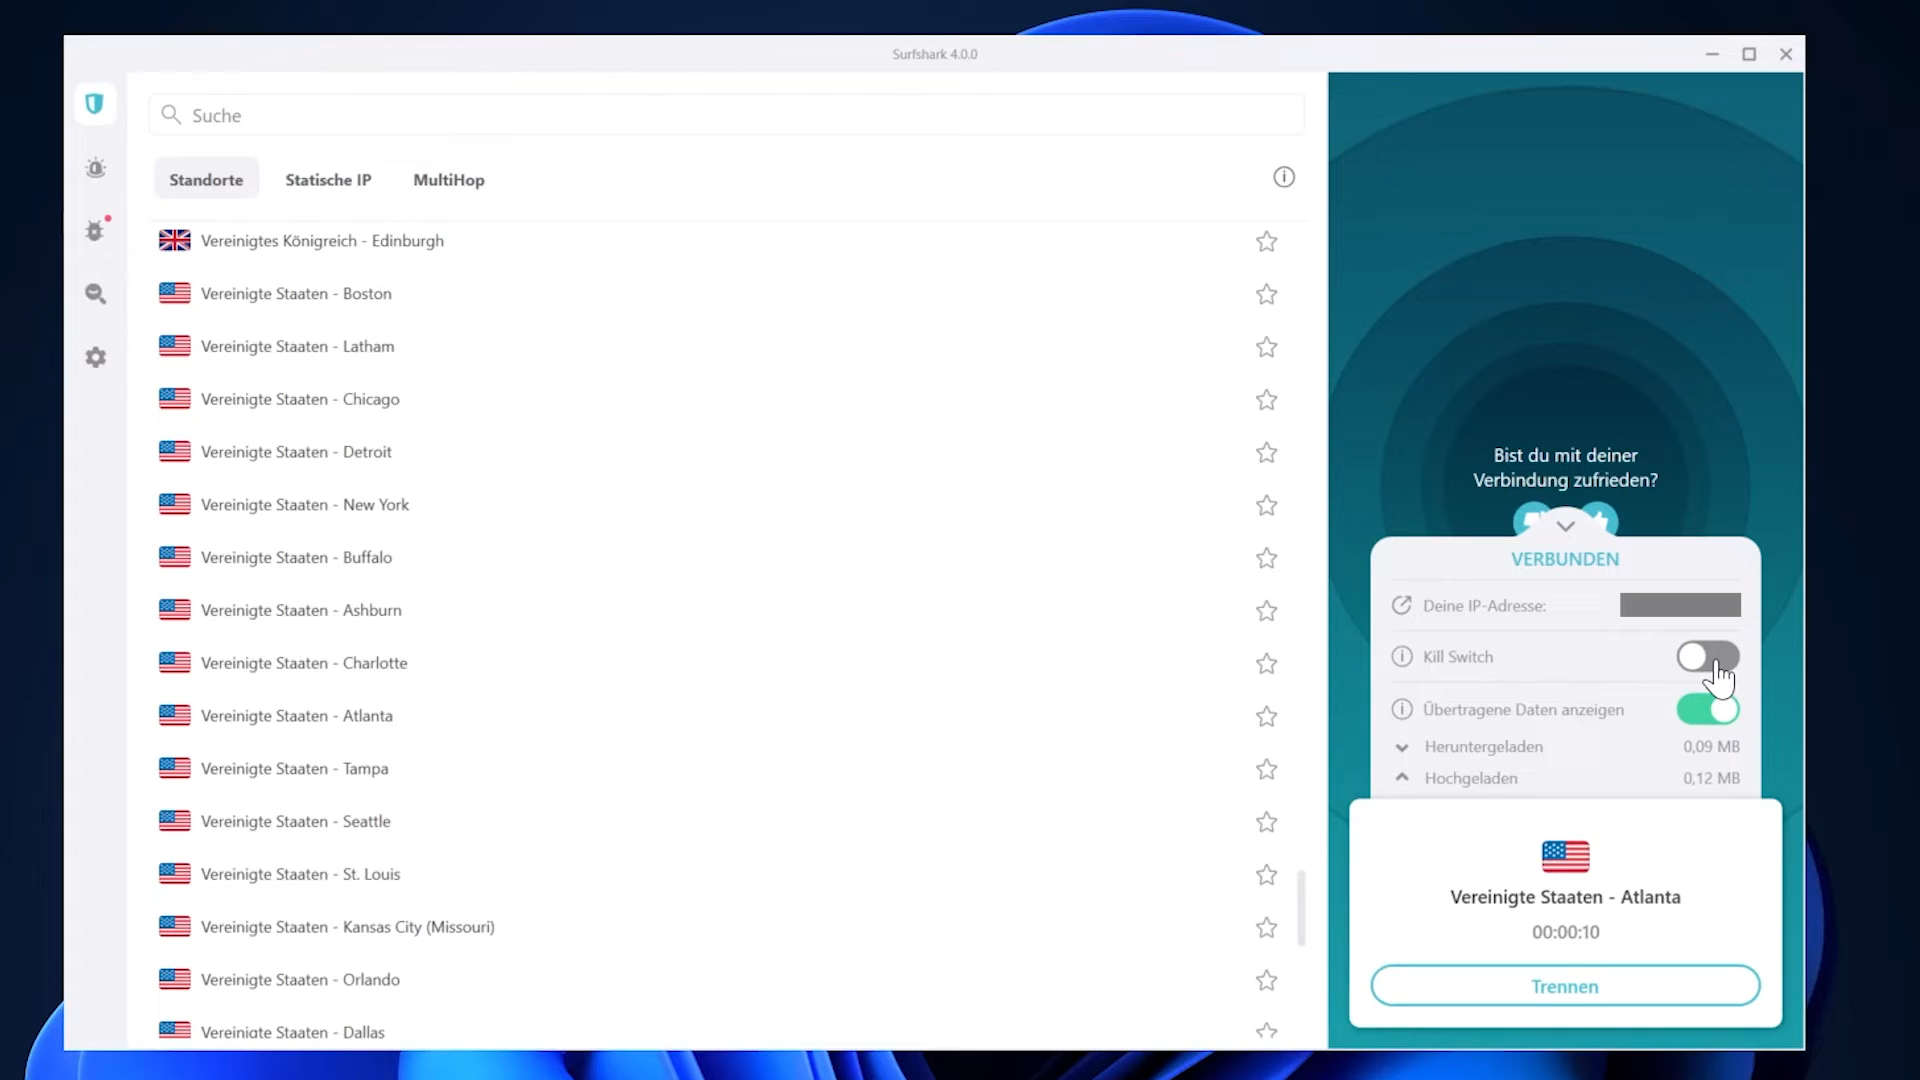 Surfshark 4.0.0
Suche
Standorte
Statische IP
MultiHop
Vereinigtes Königreich - Edinburgh
Vereinigte Staaten - Boston
Vereinigte Staaten - Latham
Vereinigte Staaten - Chicago
Vereinigte Staaten - Detroit
Vereinigte Staaten - New York
Vereinigte Staaten - Buffalo
Vereinigte Staaten - Ashburn
Vereinigte Staaten - Charlotte
Vereinigte Staaten - Atlanta
Vereinigte Staaten - Tampa
Vereinigte Staaten - Seattle
Vereinigte Staaten - St. Louis
Vereinigte Staaten - Kansas City (Missouri)
Vereinigte Staaten - Orlando
Vereinigte Staaten - Dallas
Bist du mit deiner
Verbindung zufrieden?
VERBUNDEN
Deine IP-Adresse:
Kill Switch
Übertragene Daten anzeigen
Heruntergeladen 0,09 MB
Hochgeladen 0,12 MB
Vereinigte Staaten - Atlanta
00:00:10
Trennen